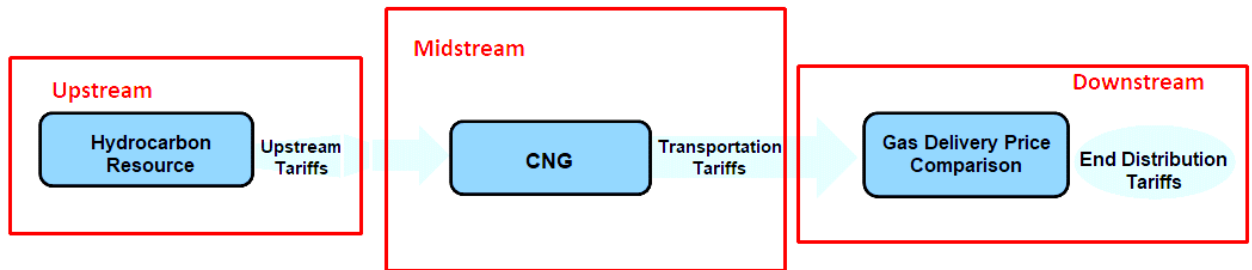 Upstream
Hydrocarbon
Resource
Upstream
Tariffs
Midstream
CNG
Transportation
Tariffs
Downstream
Gas Delivery Price
Comparison
End Distribution
Tariffs